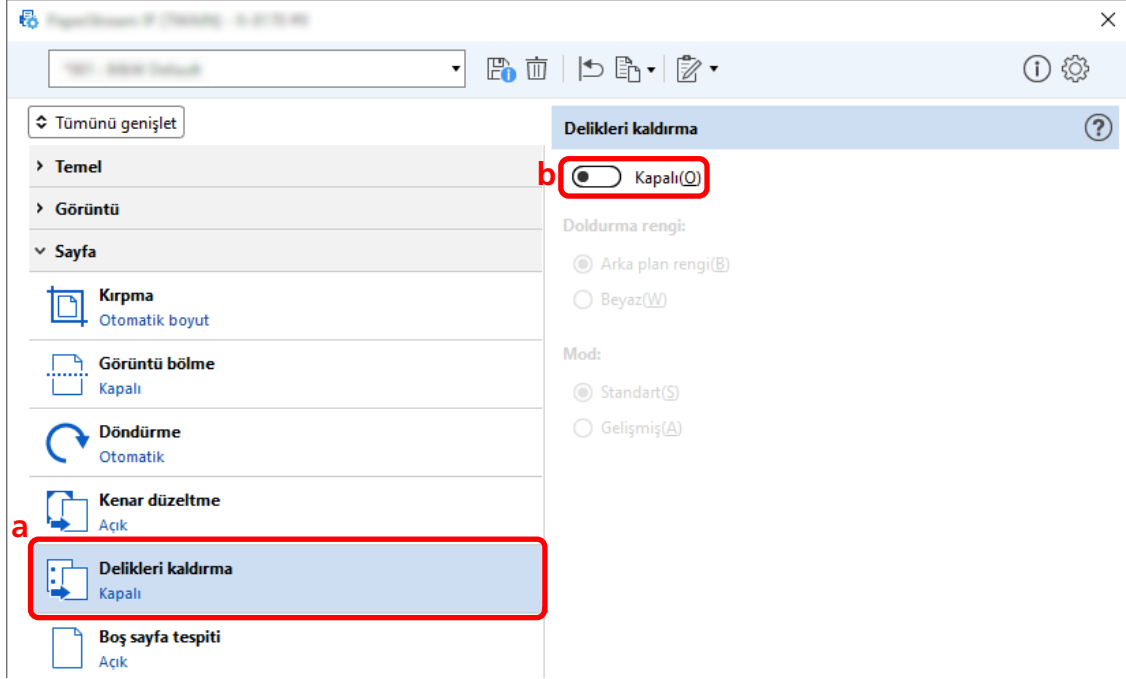 Tümünü genişlet
Temel
Görüntü
Sayfa
Kırpma
Otomatik boyut
Görüntü bölme
Kapalı
Döndürme
Otomatik
Kenar düzeltme
Açık
a
Delikleri kaldırma
Kapalı
Boş sayfa tespiti
Açık
Delikleri kaldırma
b
Kapalı(O)
Doldurma rengi:
Arka plan rengi(B)
Beyaz(W)
Mod:
Standart(S)
Gelişmiş(A)